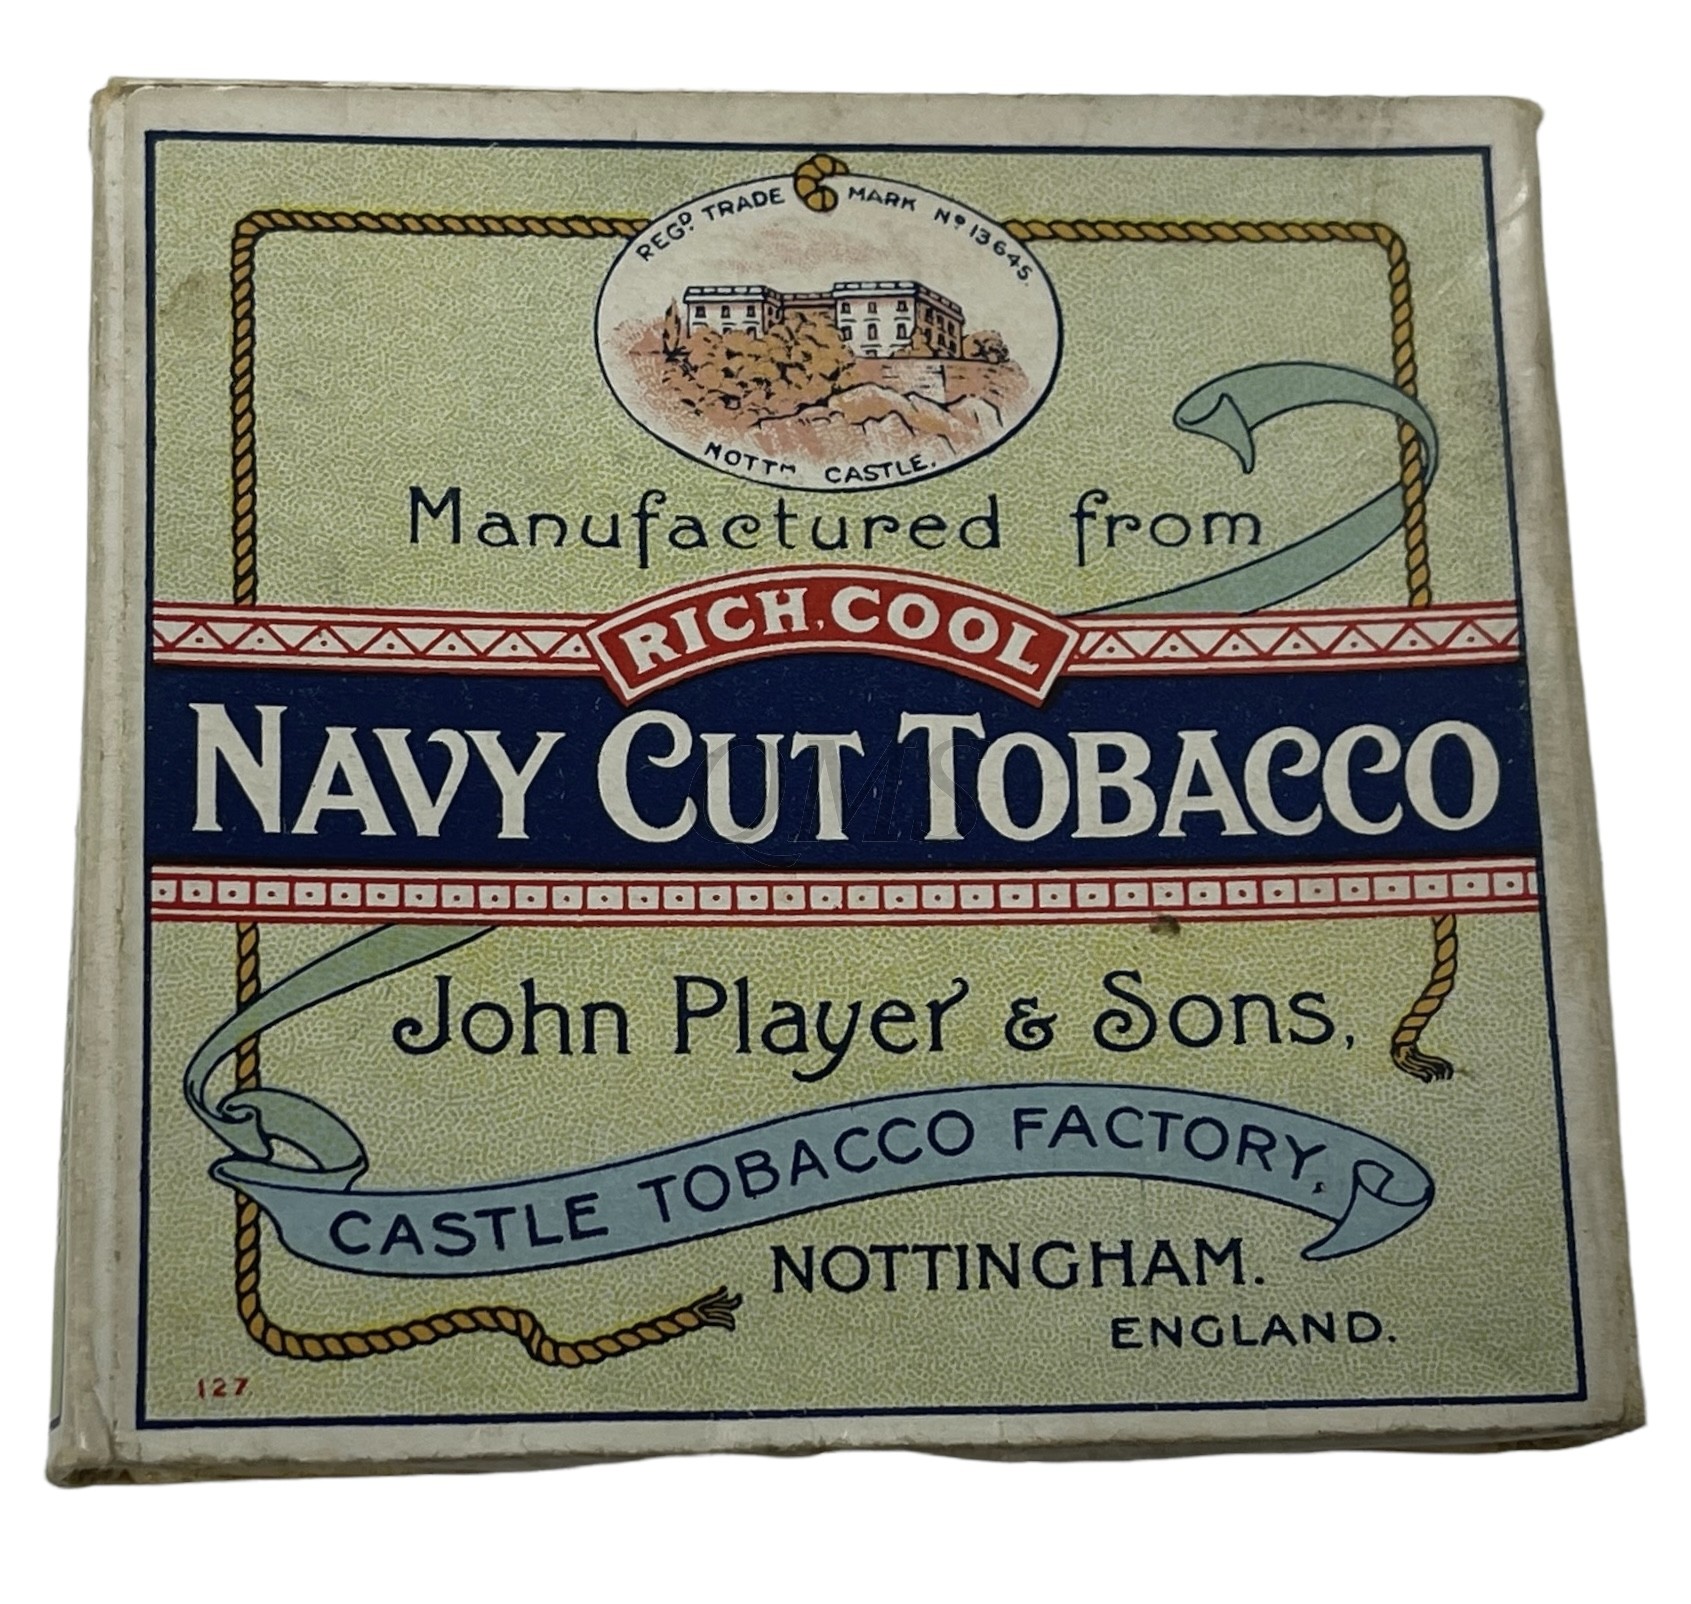 REGD TRADE MARK No 13645.
NOTTM CASTLE.
Manufactured from
RICH, COOL
NAVY CUT TOBACCO
QMS
John Player & Sons,
CASTLE TOBACCO FACTORY,
NOTTINGHAM.
ENGLAND.
127